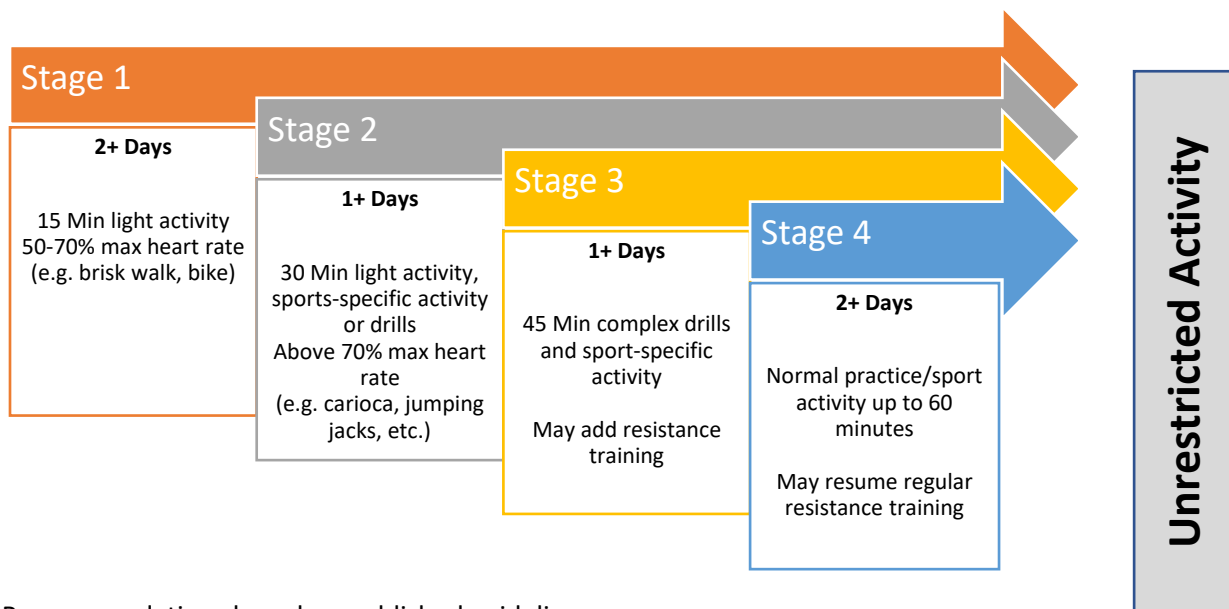 Stage 1
2+ Days
15 Min light activity
50-70% max heart rate
(e.g. brisk walk, bike)
Stage 2
1+ Days
30 Min light activity,
sports-specific activity
or drills
Above 70% max heart
rate
(e.g. carioca, jumping
jacks, etc.)
Stage 3
1+ Days
45 Min complex drills
and sport-specific
activity
May add resistance
training
Stage 4
2+ Days
Normal practice/sport
activity up to 60
minutes
May resume regular
resistance training
Unrestricted Activity